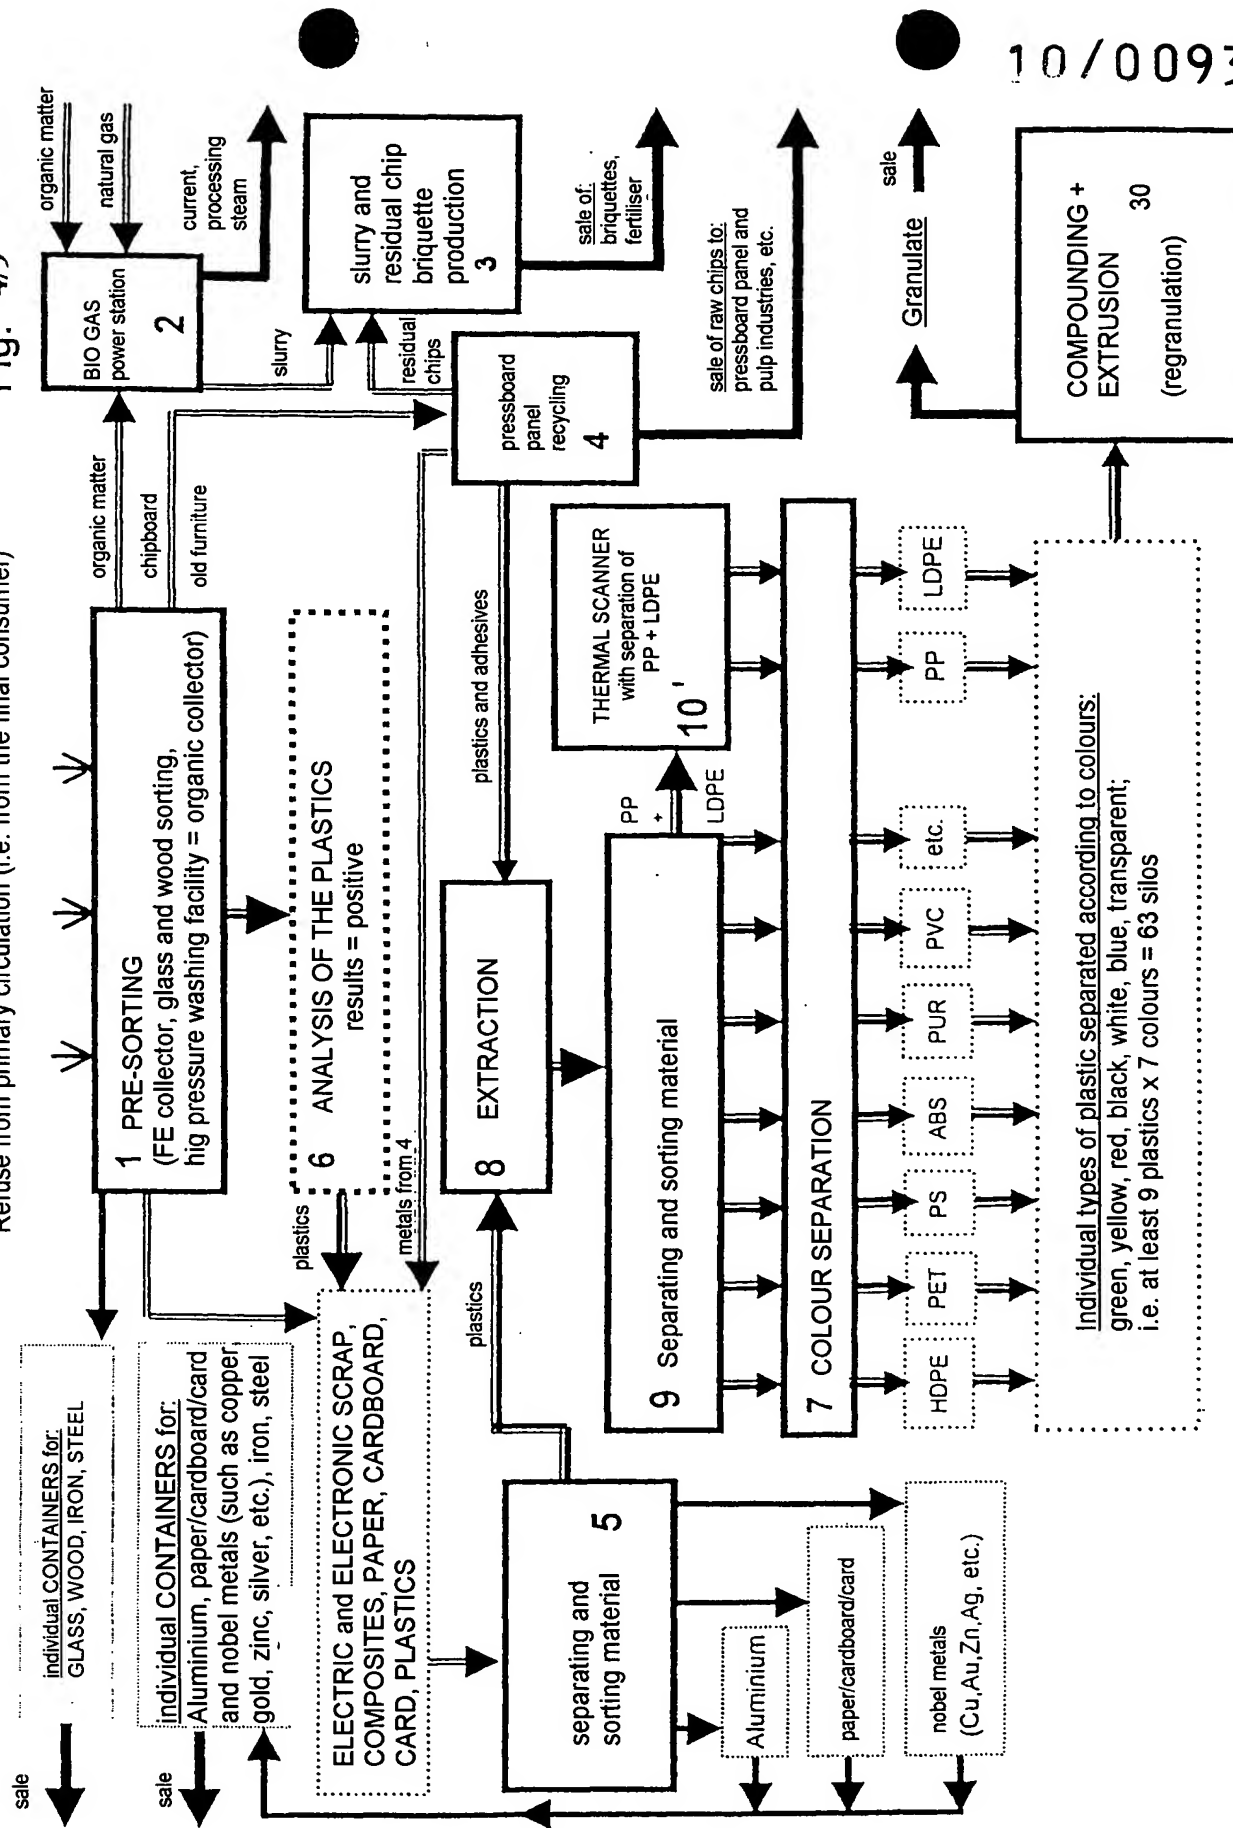 Fig. 4/9
10/0093
Refuse from primary circulation (i.e. from the final consumer)
1 PRE-SORTING
(FE collector, glass and wood sorting,
hig pressure washing facility = organic collector)
organic matter
chipboard
old furniture
organic matter
natural gas
BIO GAS
power station
2
current,
processing
steam
slurry
residual
chips
slurry and
residual chip
briquette
production
3
sale of:
briquettes,
fertiliser
pressboard
panel
recycling
4
sale of raw chips to:
pressboard panel and
pulp industries, etc.
sale
individual CONTAINERS for:
GLASS, WOOD, IRON, STEEL
sale
individual CONTAINERS for:
Aluminium, paper/cardboard/card
and nobel metals (such as copper
gold, zinc, silver, etc.), iron, steel
6 ANALYSIS OF THE PLASTICS
results = positive
plastics
metals from 4
plastics and adhesives
ELECTRIC and ELECTRONIC SCRAP,
COMPOSITES, PAPER, CARDBOARD,
CARD, PLASTICS
8 EXTRACTION
plastics
separating and
sorting material
5
Aluminium
paper/cardboard/card
nobel metals
(Cu,Au,Zn,Ag, etc.)
9 Separating and sorting material
PP
+
LDPE
THERMAL SCANNER
with separation of
PP + LDPE
10'
7 COLOUR SEPARATION
HDPE
PET
PS
ABS
PUR
PVC
etc.
PP
LDPE
Individual types of plastic separated according to colours:
green, yellow, red, black, white, blue, transparent;
i.e. at least 9 plastics x 7 colours = 63 silos
COMPOUNDING +
EXTRUSION
30
(regranulation)
Granulate
sale